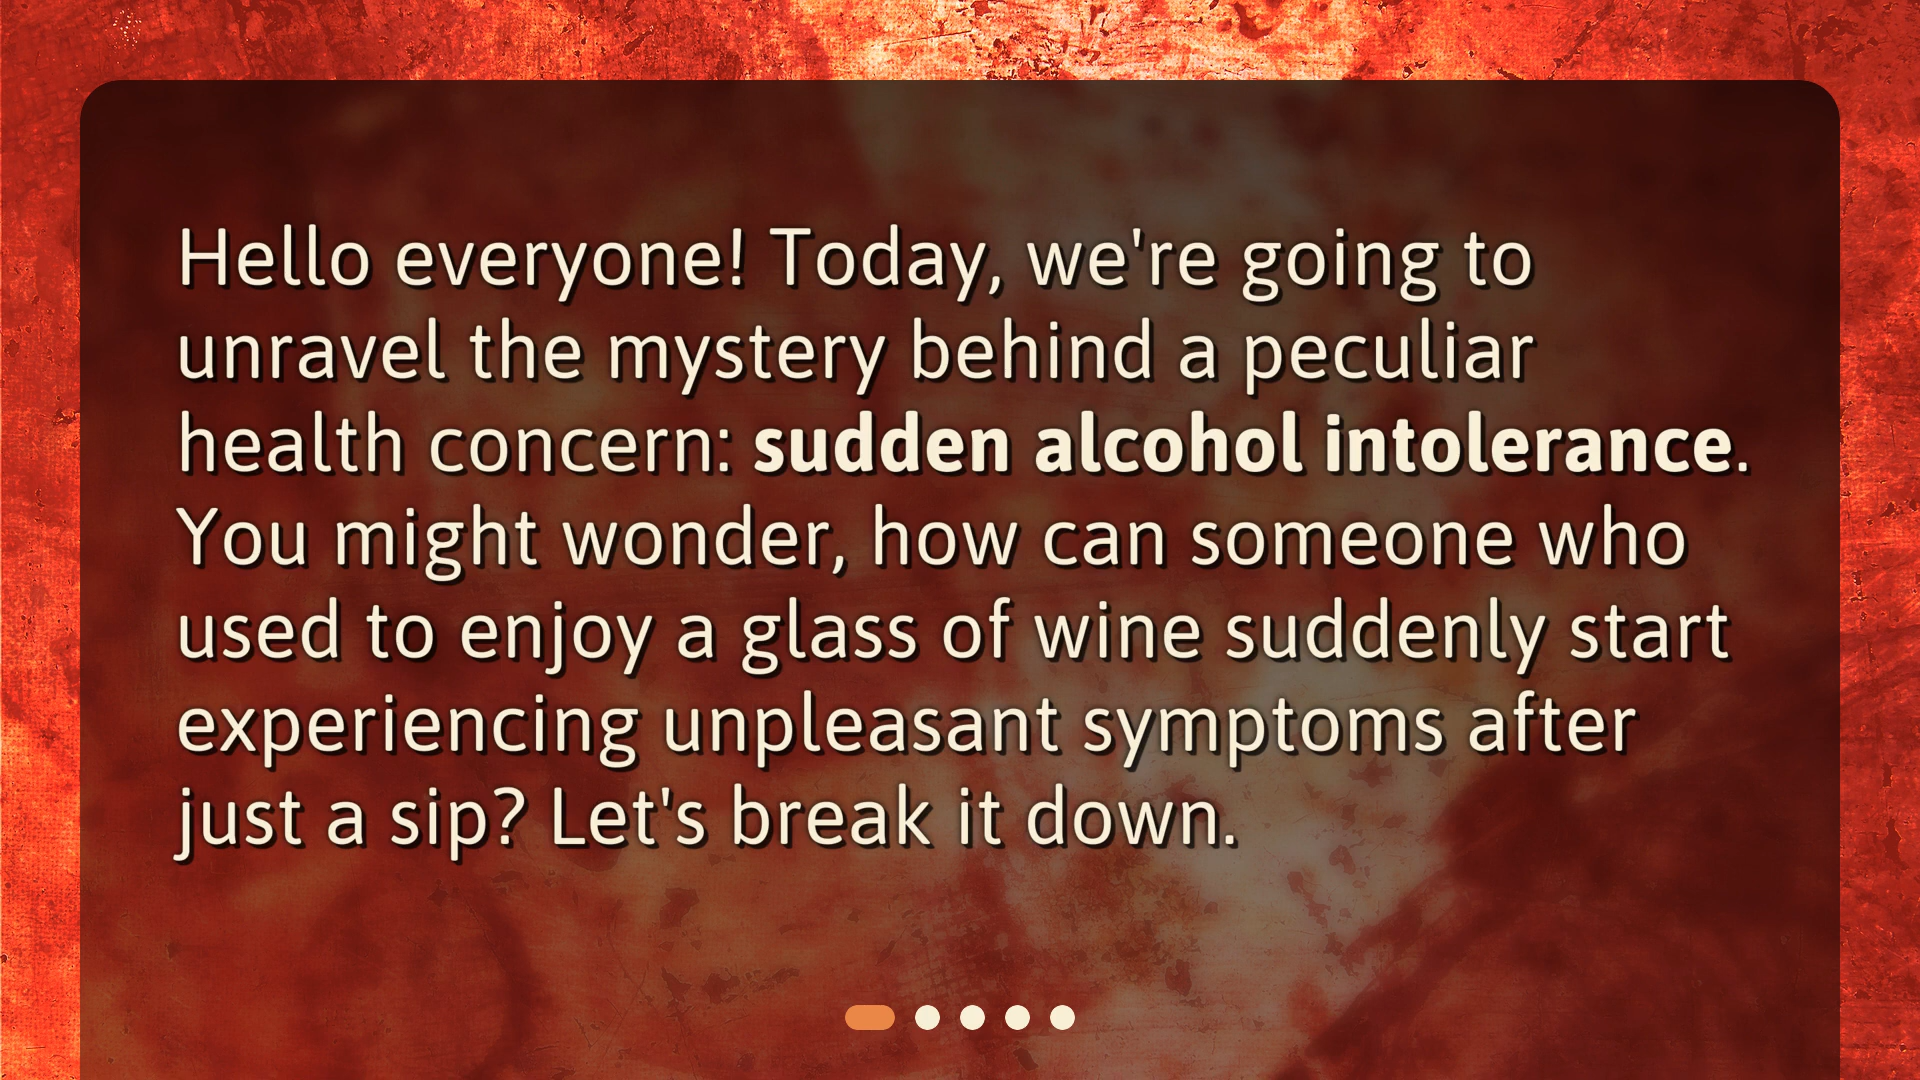 Hello everyone! Today, we're going to
unravel the mystery behind a peculiar
health concern: sudden alcohol intolerance.
You might wonder, how can someone who
used to enjoy a glass of wine suddenly start
experiencing unpleasant symptoms after
just a sip? Let's break it down.